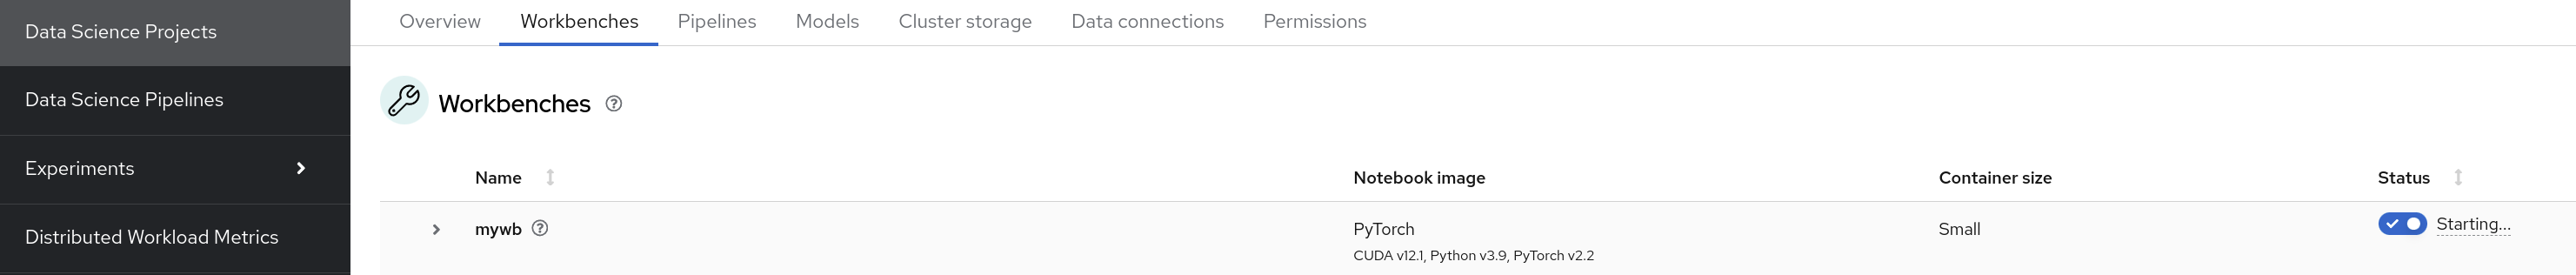 Data Science Projects
Data Science Pipelines
Experiments
Distributed Workload Metrics
Overview Workbenches Pipelines Models Cluster storage Data connections Permissions
Workbenches
Name Notebook image Container size Status
mywb PyTorch Small Starting...
CUDA v12.1, Python v3.9, PyTorch v2.2